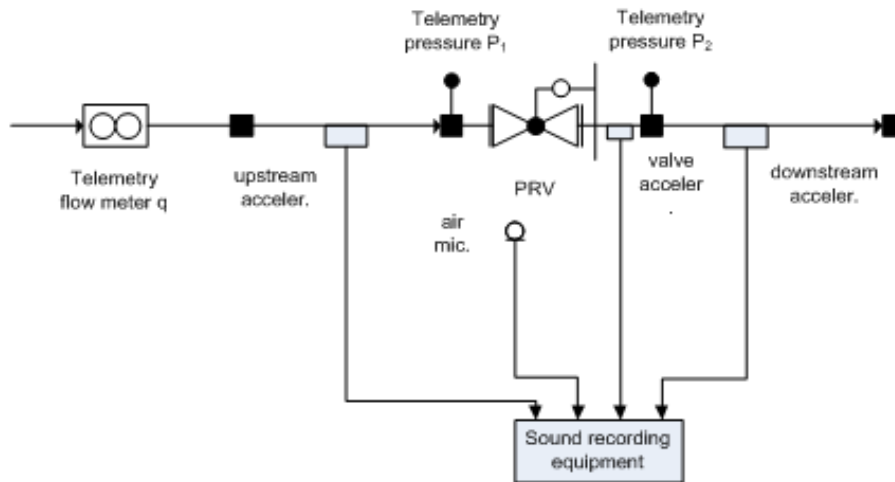 Telemetry
pressure P₁
Telemetry
pressure P₂
Telemetry
flow meter q
upstream
acceler.
PRV
valve
acceler
.
downstream
acceler.
air
mic.
Sound recording
equipment